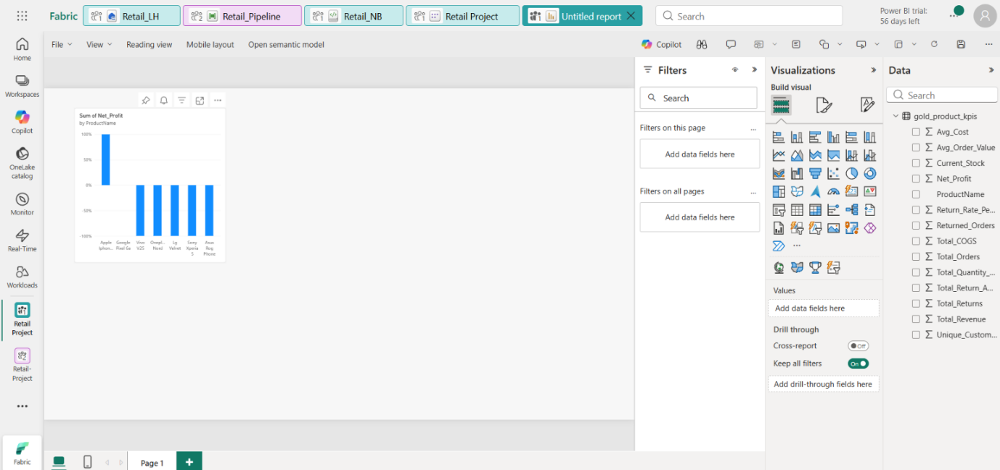 Fabric
Retail_LH
Retail_Pipeline
Retail_NB
Retail Project
Untitled report
Search
Power BI trial:
56 days left
Home
Workspaces
Copilot
OneLake
catalog
Monitor
Real-Time
Workloads
Retail
Project
Retail-
Project
Fabric
File
View
Reading view
Mobile layout
Open semantic model
Copilot
Sum of Net_Profit
by ProductName
100%
50%
0%
-50%
-100%
Apple
Iphon...
Google
Pixel 6a
Vivo
V25
Onepl...
Nord
Lg
Velvet
Sony
Xperia
5
Asus
Rog
Phone
Page 1
Filters
Search
Filters on this page
Add data fields here
Filters on all pages
Add data fields here
Visualizations
Build visual
Values
Add data fields here
Drill through
Cross-report
Off
Keep all filters
On
Add drill-through fields here
Data
Search
gold_product_kpis
Avg_Cost
Avg_Order_Value
Current_Stock
Net_Profit
ProductName
Return_Rate_Pe...
Returned_Orders
Total_COGS
Total_Orders
Total_Quantity_...
Total_Return_A...
Total_Returns
Total_Revenue
Unique_Custom...